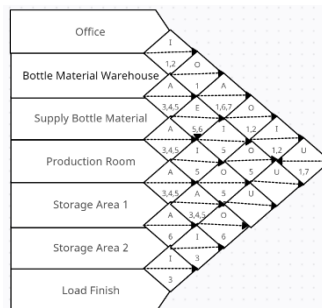 Office
I
1,2 O
Bottle Material Warehouse
A 1 A
3,4,5 E 1,6,7
Supply Bottle Material
A 5,6 I 1,2 I
3,4,5 I 5 O 1,2 U
Production Room
A 5 O 5 U 1,7
3,4,5 A 5 U
Storage Area 1
A 3,4,5 O
6 I 6
Storage Area 2
I 3
3
Load Finish